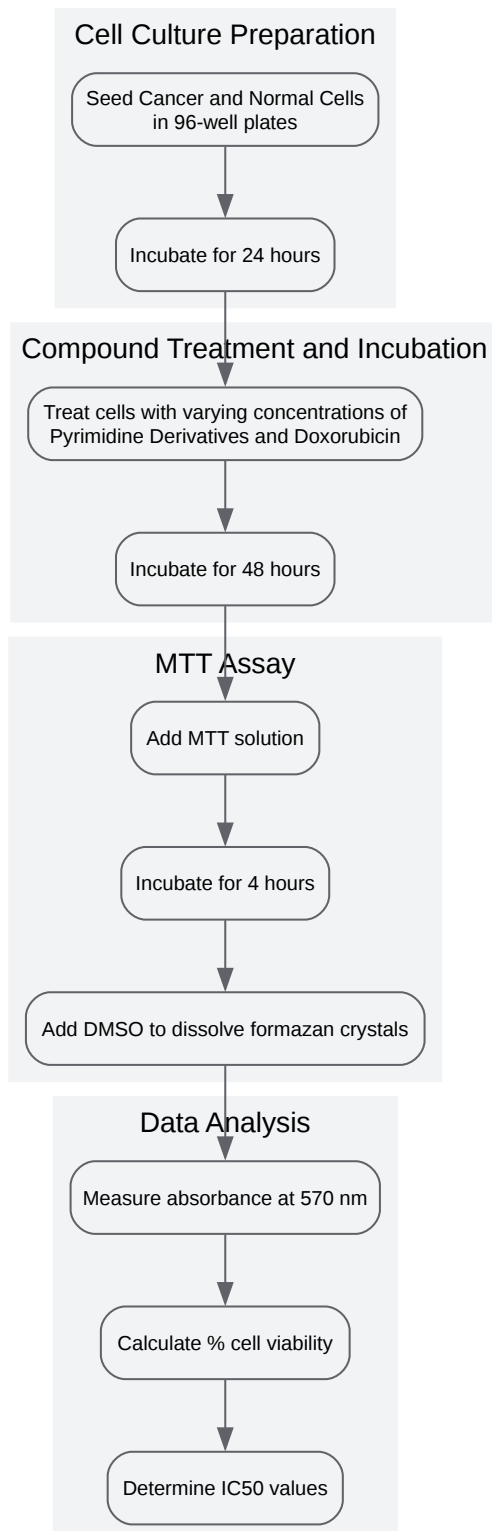 Cell Culture Preparation
Seed Cancer and Normal Cells
in 96-well plates
Incubate for 24 hours
Compound Treatment and Incubation
Treat cells with varying concentrations of
Pyrimidine Derivatives and Doxorubicin
Incubate for 48 hours
MTT Assay
Add MTT solution
Incubate for 4 hours
Add DMSO to dissolve formazan crystals
Data Analysis
Measure absorbance at 570 nm
Calculate % cell viability
Determine IC50 values